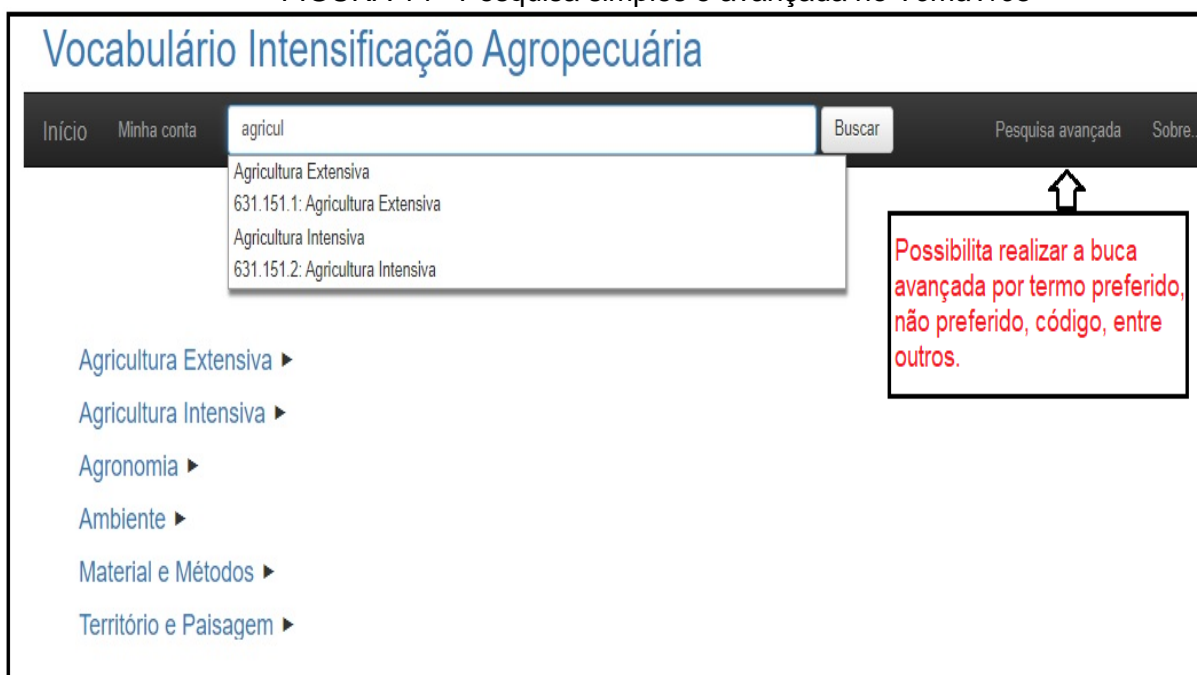 Vocabulário Intensificação Agropecuária
Início Minha conta agricul Buscar Pesquisa avançada Sobre..
Agricultura Extensiva
631.151.1: Agricultura Extensiva
Agricultura Intensiva
631.151.2: Agricultura Intensiva
Possibilita realizar a buca
avançada por termo preferido,
não preferido, código, entre
outros.
Agricultura Extensiva ►
Agricultura Intensiva ►
Agronomia ►
Ambiente ►
Material e Métodos ►
Território e Paisagem ►